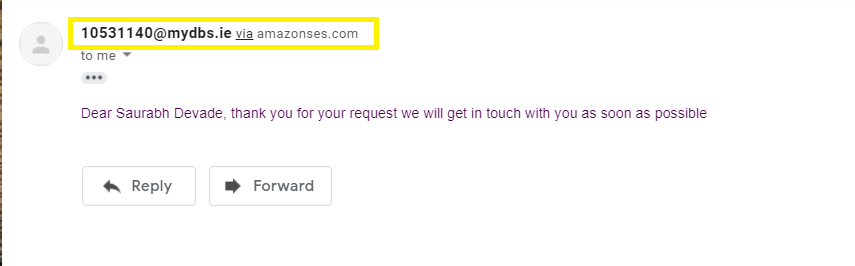 10531140@mydbs.ie via amazonses.com
to me
Dear Saurabh Devade, thank you for your request we will get in touch with you as soon as possible
Reply Forward